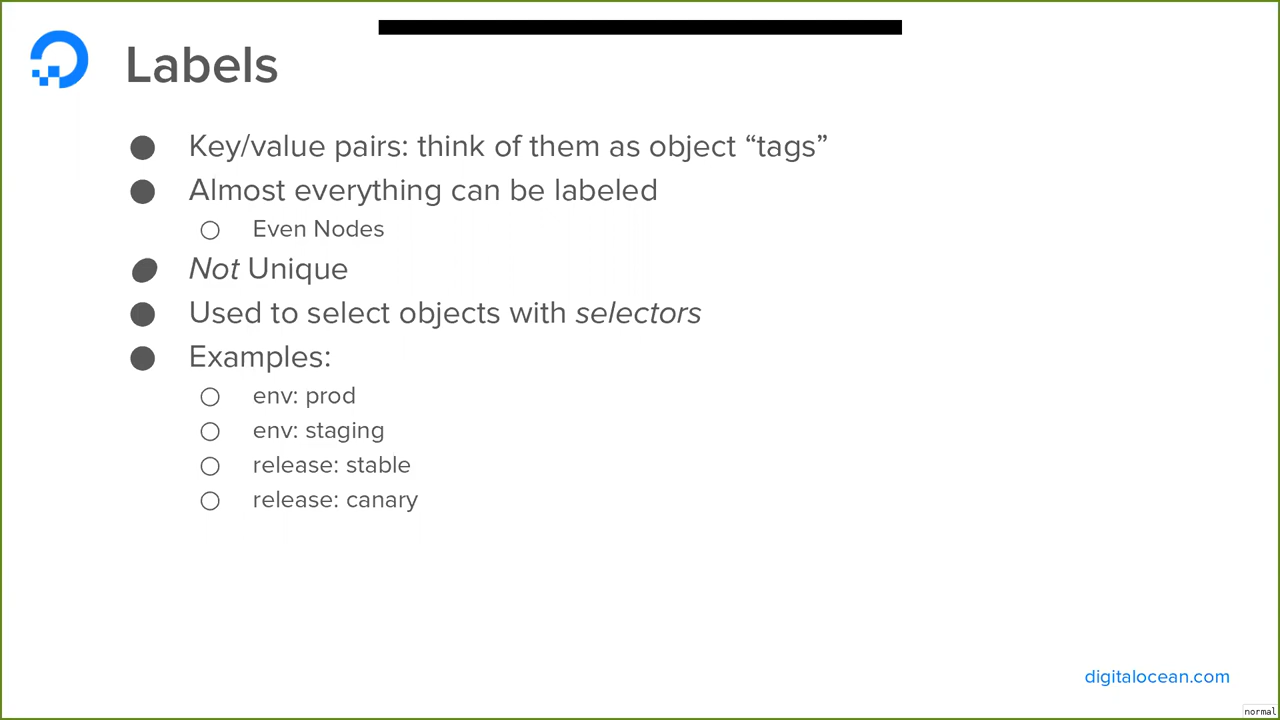 Labels
● Key/value pairs: think of them as object “tags”
● Almost everything can be labeled
○ Even Nodes
● Not Unique
● Used to select objects with selectors
● Examples:
○ env: prod
○ env: staging
○ release: stable
○ release: canary
digitalocean.com
normal